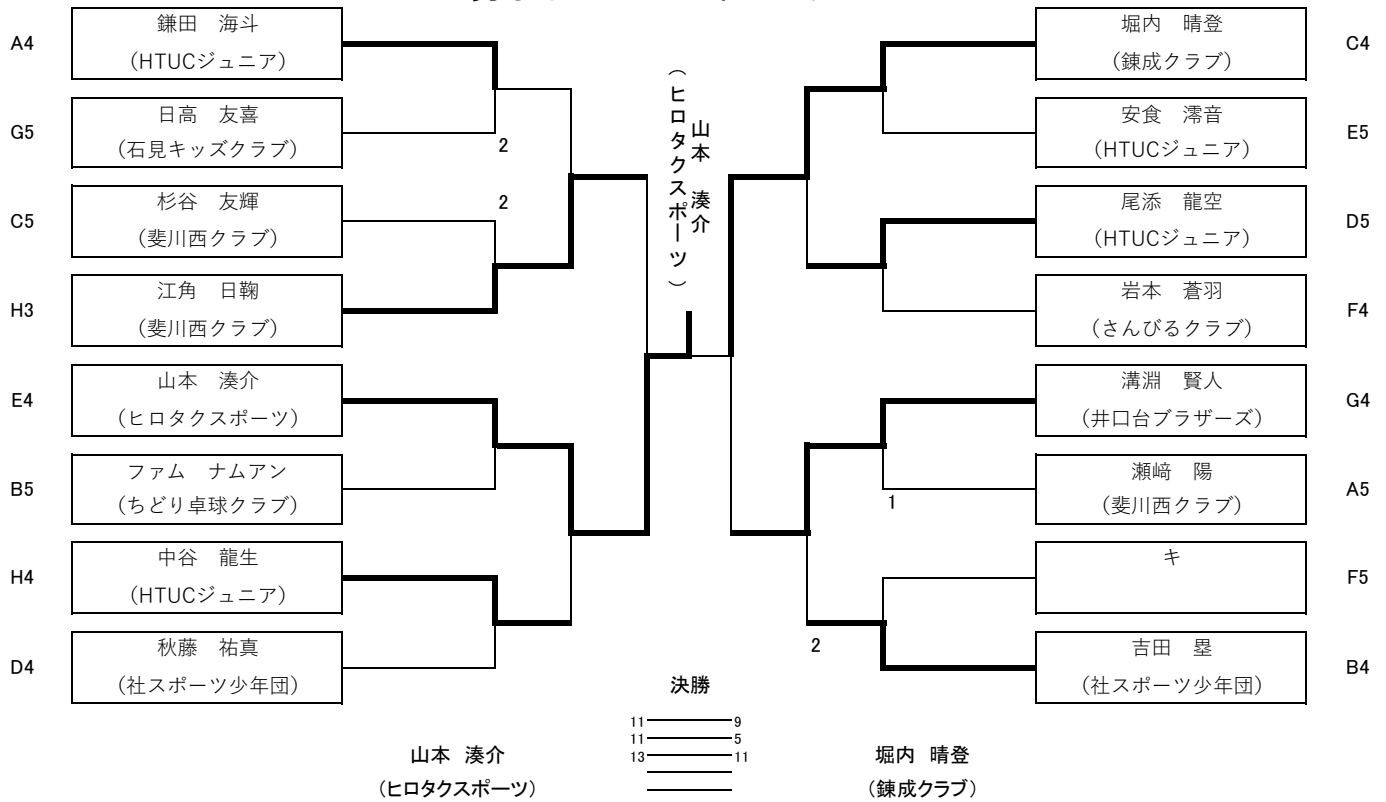 A4
鎌田　海斗
（HTUCジュニア）
G5
日高　友喜
（石見キッズクラブ）
2
C5
杉谷　友輝
（斐川西クラブ）
2
H3
江角　日鞠
（斐川西クラブ）
E4
山本　湊介
（ヒロタクスポーツ）
B5
ファム　ナムアン
（ちどり卓球クラブ）
H4
中谷　龍生
（HTUCジュニア）
D4
秋藤　祐真
（社スポーツ少年団）
山本　湊介
（ヒロタクスポーツ）
堀内　晴登
（錬成クラブ）
C4
安食　澪音
（HTUCジュニア）
E5
尾添　龍空
（HTUCジュニア）
D5
岩本　蒼羽
（さんびるクラブ）
F4
溝淵　賢人
（井口台ブラザーズ）
G4
瀬﨑　陽
（斐川西クラブ）
A5
1
キ
F5
2
吉田　塁
（社スポーツ少年団）
B4
決勝
11 9
11 5
13 11
山本　湊介
（ヒロタクスポーツ）
堀内　晴登
（錬成クラブ）